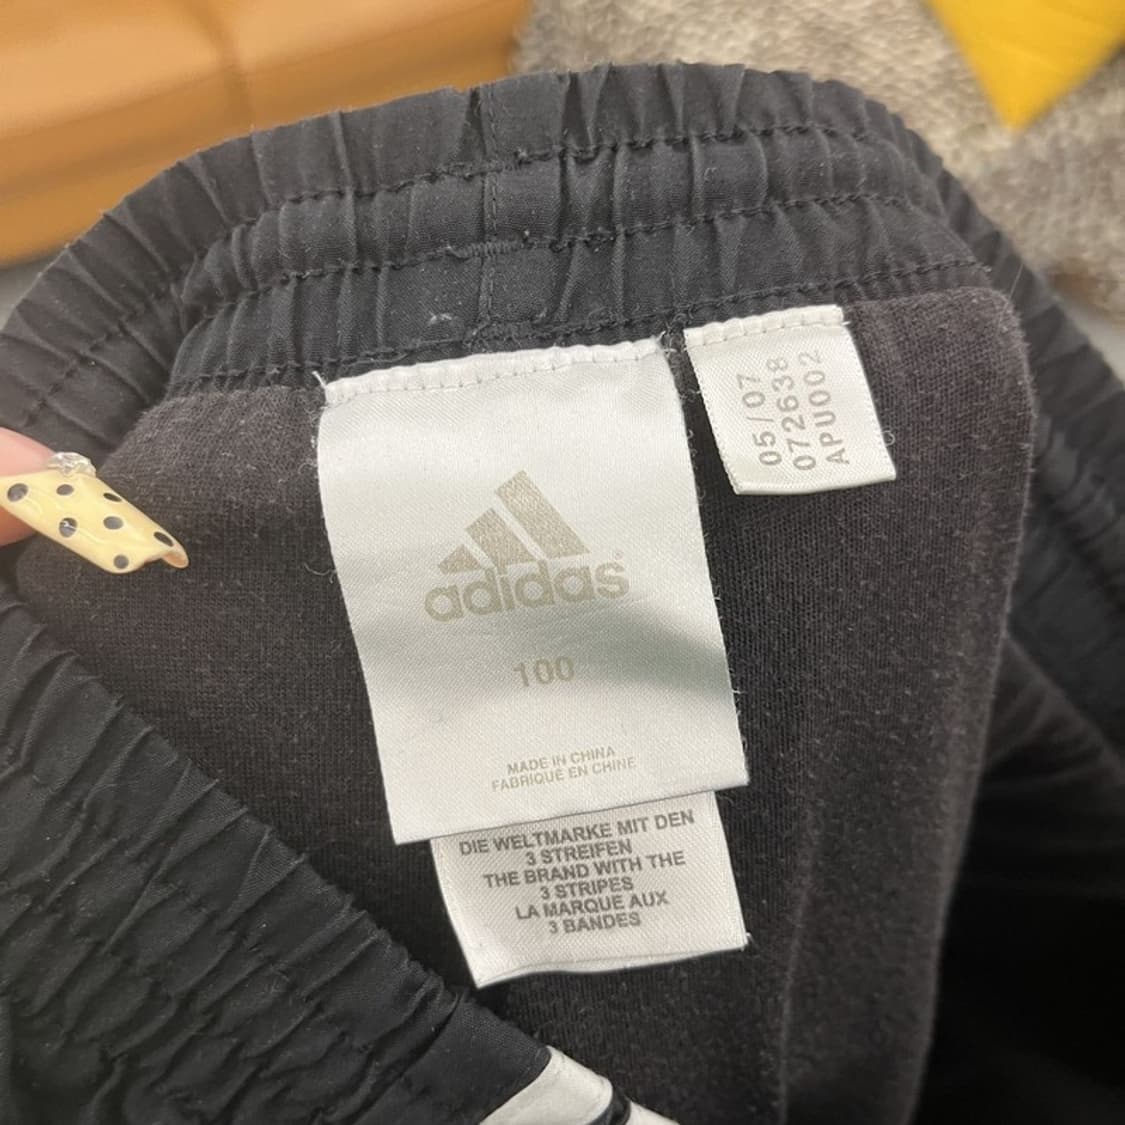 adidas®
100
MADE IN CHINA
FABRIQUÉ EN CHINE
DIE WELTMARKE MIT DEN
3 STREIFEN
THE BRAND WITH THE
3 STRIPES
LA MARQUE AUX
3 BANDES
05/07
072638
APU002